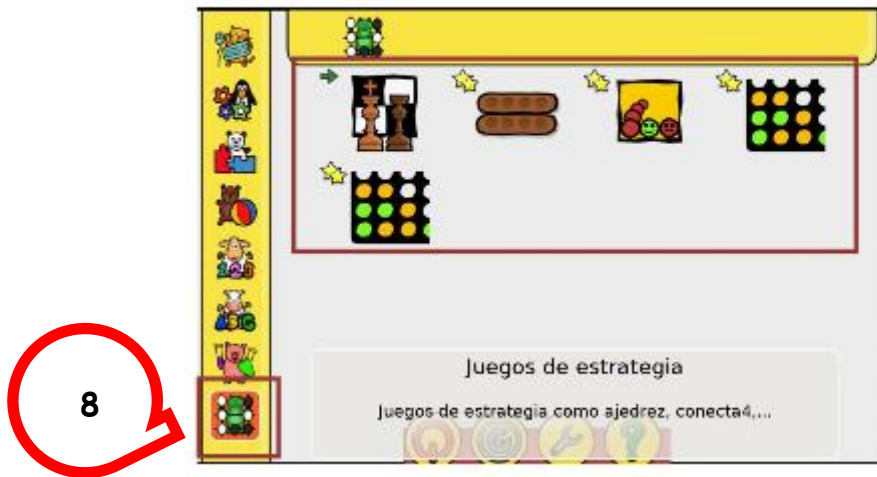 Juegos de estrategia
Juegos de estrategia como ajedrez, conecta4,...
8